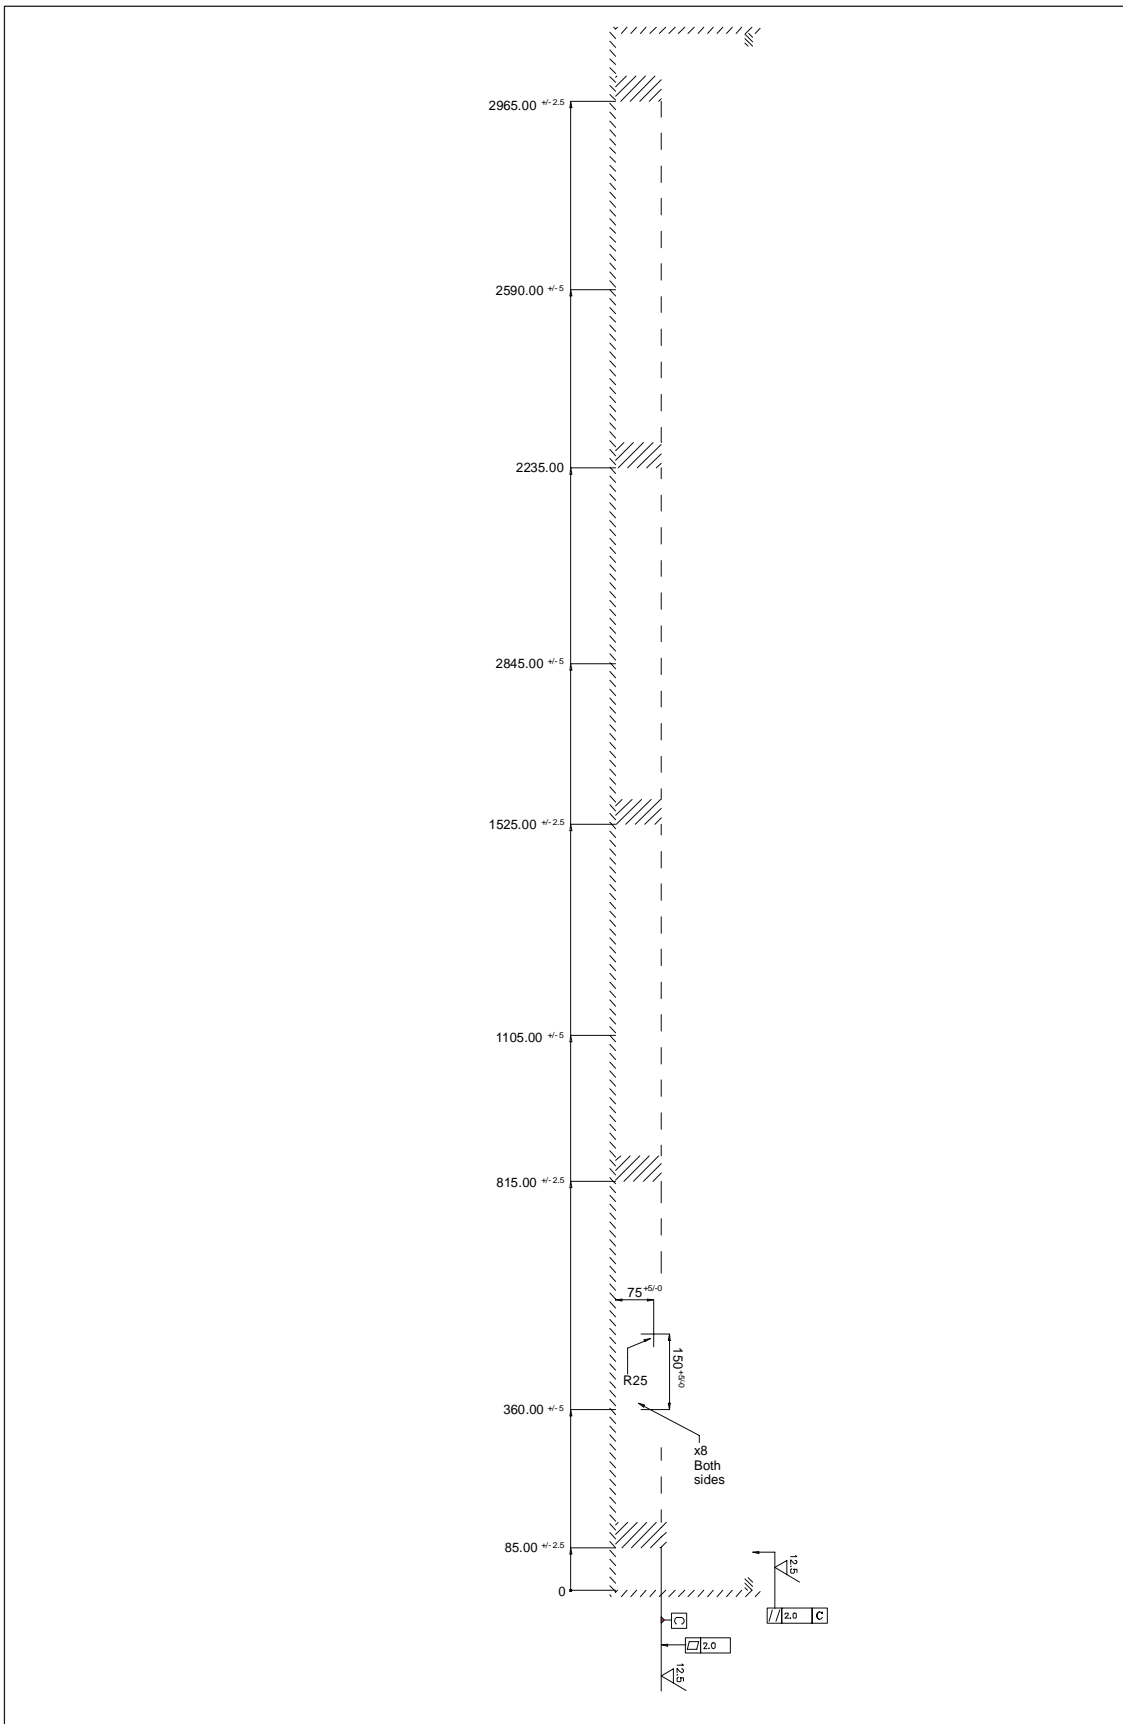 2965.00 +/- 2.5
2590.00 +/- 5
2235.00
2845.00 +/- 5
1525.00 +/- 2.5
1105.00 +/- 5
815.00 +/- 2.5
75 +5/-0
150 +5/-0
R25
360.00 +/- 5
x8
Both
sides
85.00 +/- 2.5
0
12.5
// 2.0 C
C
2.0
12.5